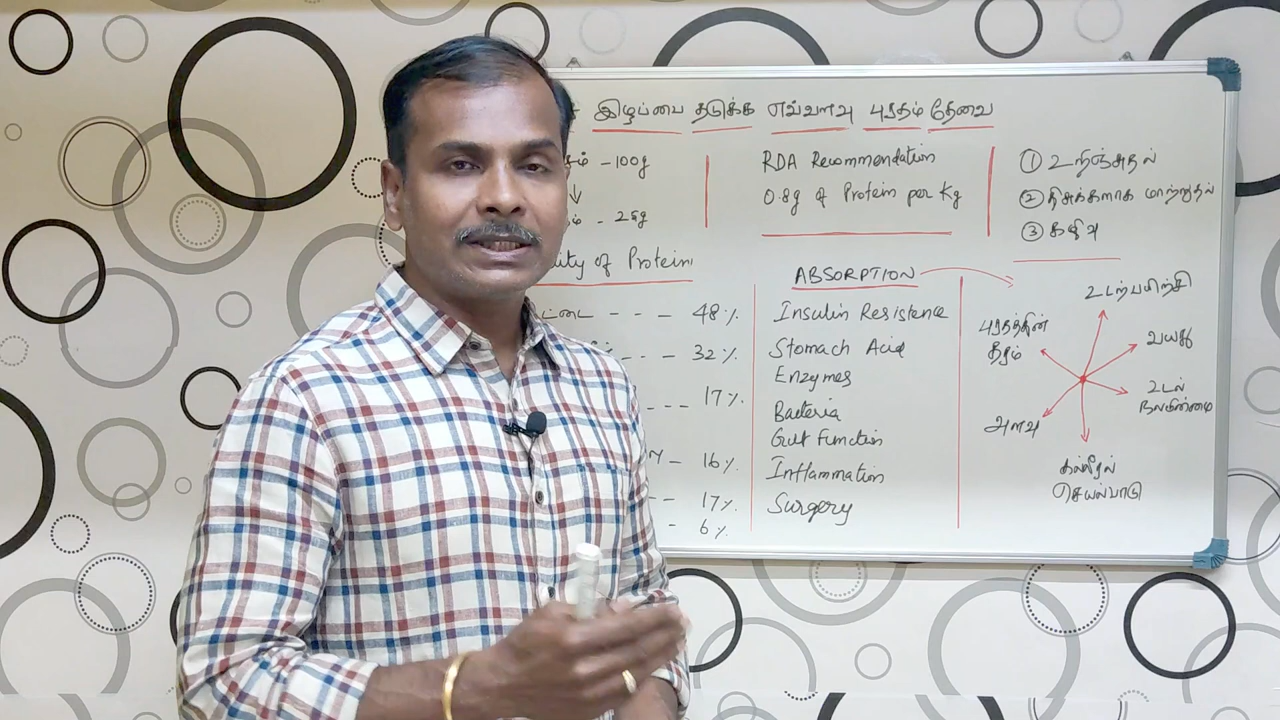 இழப்பை தடுக்க எவ்வளவு புரதம் தேவை
- 100g
- 25g
RDA Recommendation
0.8g of Protein per Kg
① உறிஞ்சுதல்
② திசுக்களாக மாற்றுதல்
③ கழிவு
ity of Protein
ட்டை - - - 48%
- - - 32%
- - - 17%
- 16%
- - 17%
- 6%
ABSORPTION
Insulin Resistence
Stomach Acid
Enzymes
Bacteria
Gut Function
Inflammation
Surgery
உடற்பயிற்சி
புரதத்தின்
தரம்
வயது
உடல்
நலமின்மை
அளவு
கல்லீரல்
செயல்பாடு